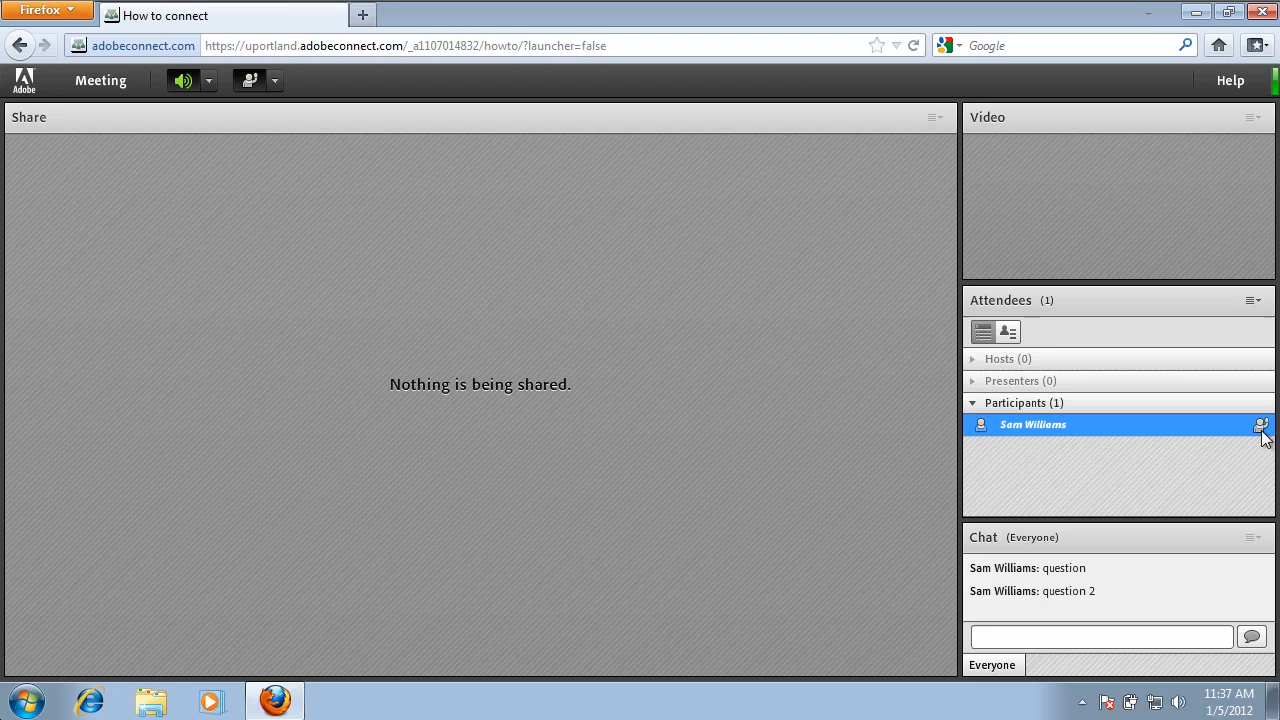 Firefox
How to connect
adobeconnect.com
https://uportland.adobeconnect.com/_a1107014832/howto/?launcher=false
Google
Adobe
Meeting
Help
Share
Video
Nothing is being shared.
Attendees (1)
Hosts (0)
Presenters (0)
Participants (1)
Sam Williams
Chat (Everyone)
Sam Williams: question
Sam Williams: question 2
Everyone
11:37 AM
1/5/2012